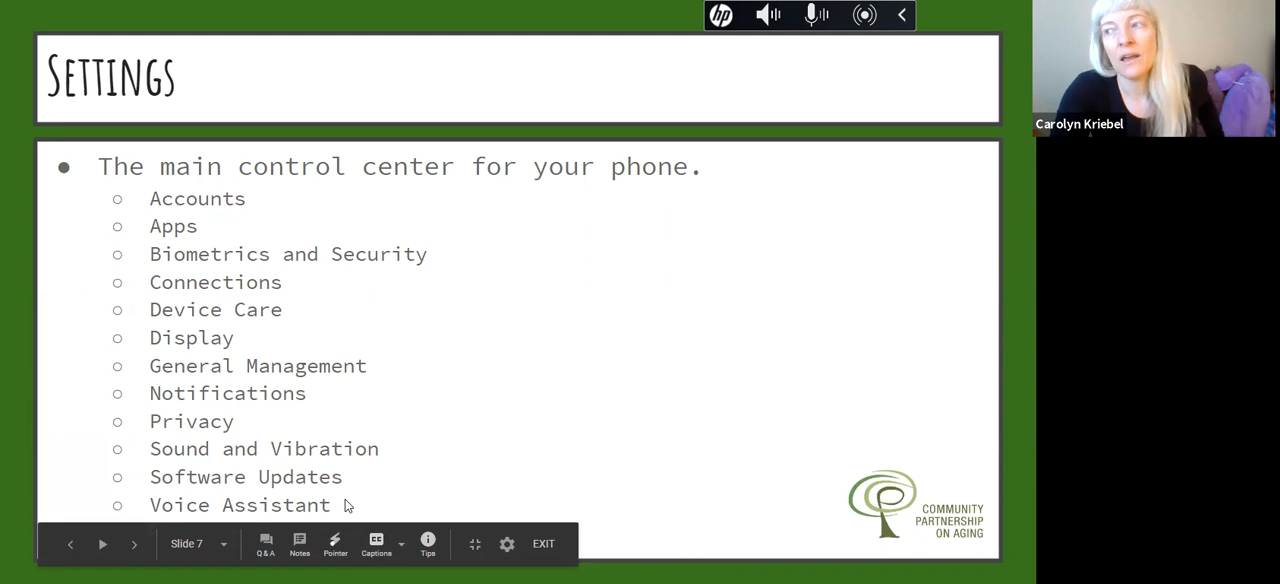 hp
SETTINGS
Carolyn Kriebel
● The main control center for your phone.
○ Accounts
○ Apps
○ Biometrics and Security
○ Connections
○ Device Care
○ Display
○ General Management
○ Notifications
○ Privacy
○ Sound and Vibration
○ Software Updates
○ Voice Assistant
COMMUNITY
PARTNERSHIP
ON AGING
Slide 7
Q & A
Notes
Pointer
CC
Captions
Tips
EXIT